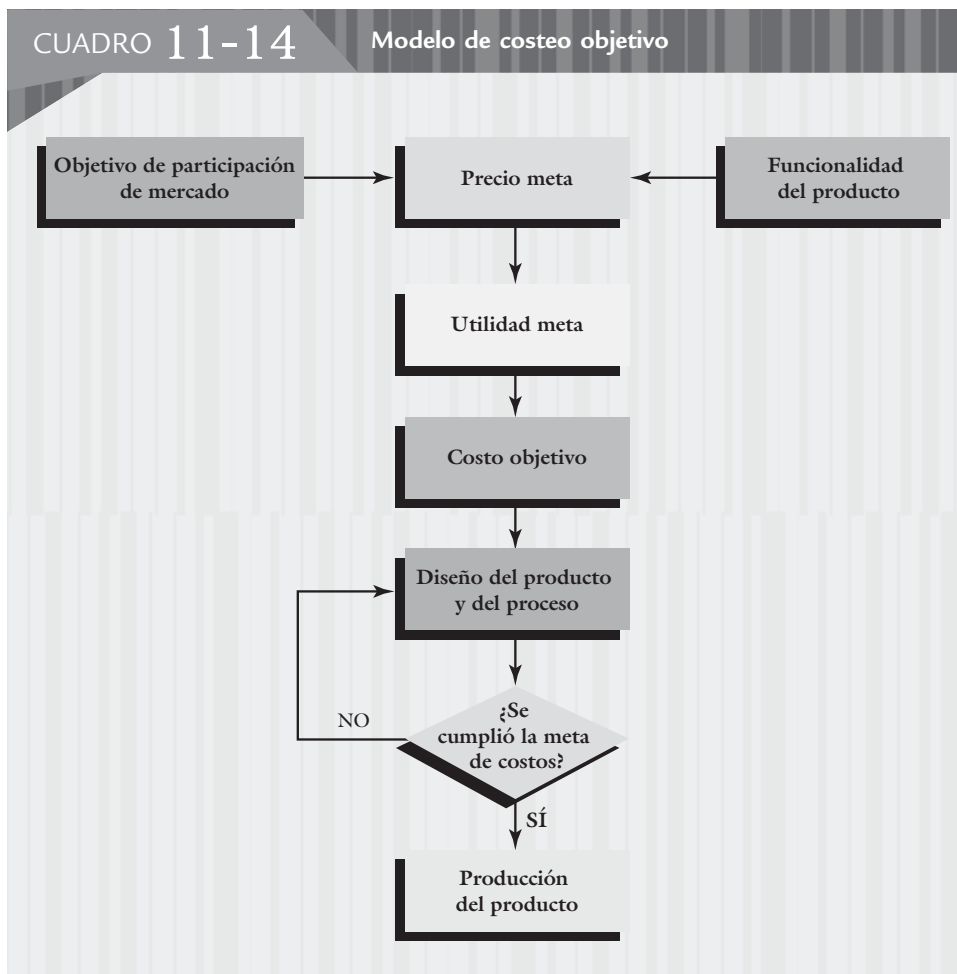 CUADRO 11-14
Modelo de costeo objetivo
Objetivo de participación
de mercado
Precio meta
Funcionalidad
del producto
Utilidad meta
Costo objetivo
Diseño del producto
y del proceso
¿Se
cumplió la meta
de costos?
NO
SÍ
Producción
del producto